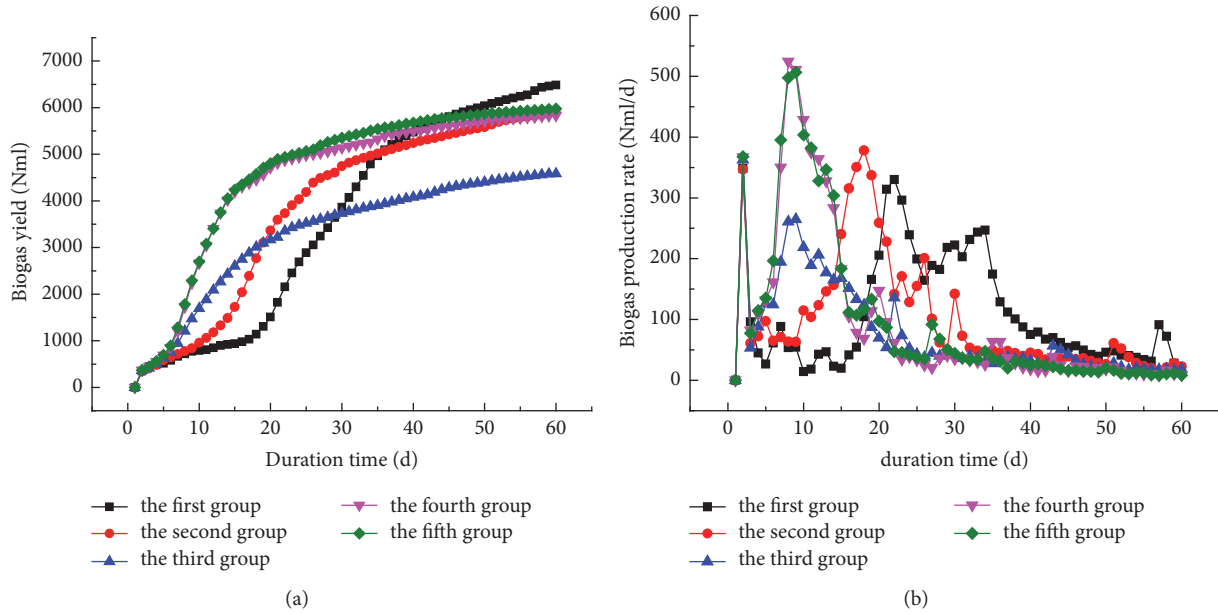 7000
6000
5000
4000
3000
2000
1000
0
Biogas yield (Nml)
0 10 20 30 40 50 60
Duration time (d)
the first group
the second group
the third group
the fourth group
the fifth group
(a)
600
500
400
300
200
100
0
Biogas production rate (Nml/d)
0 10 20 30 40 50 60
duration time (d)
the first group
the second group
the third group
the fourth group
the fifth group
(b)